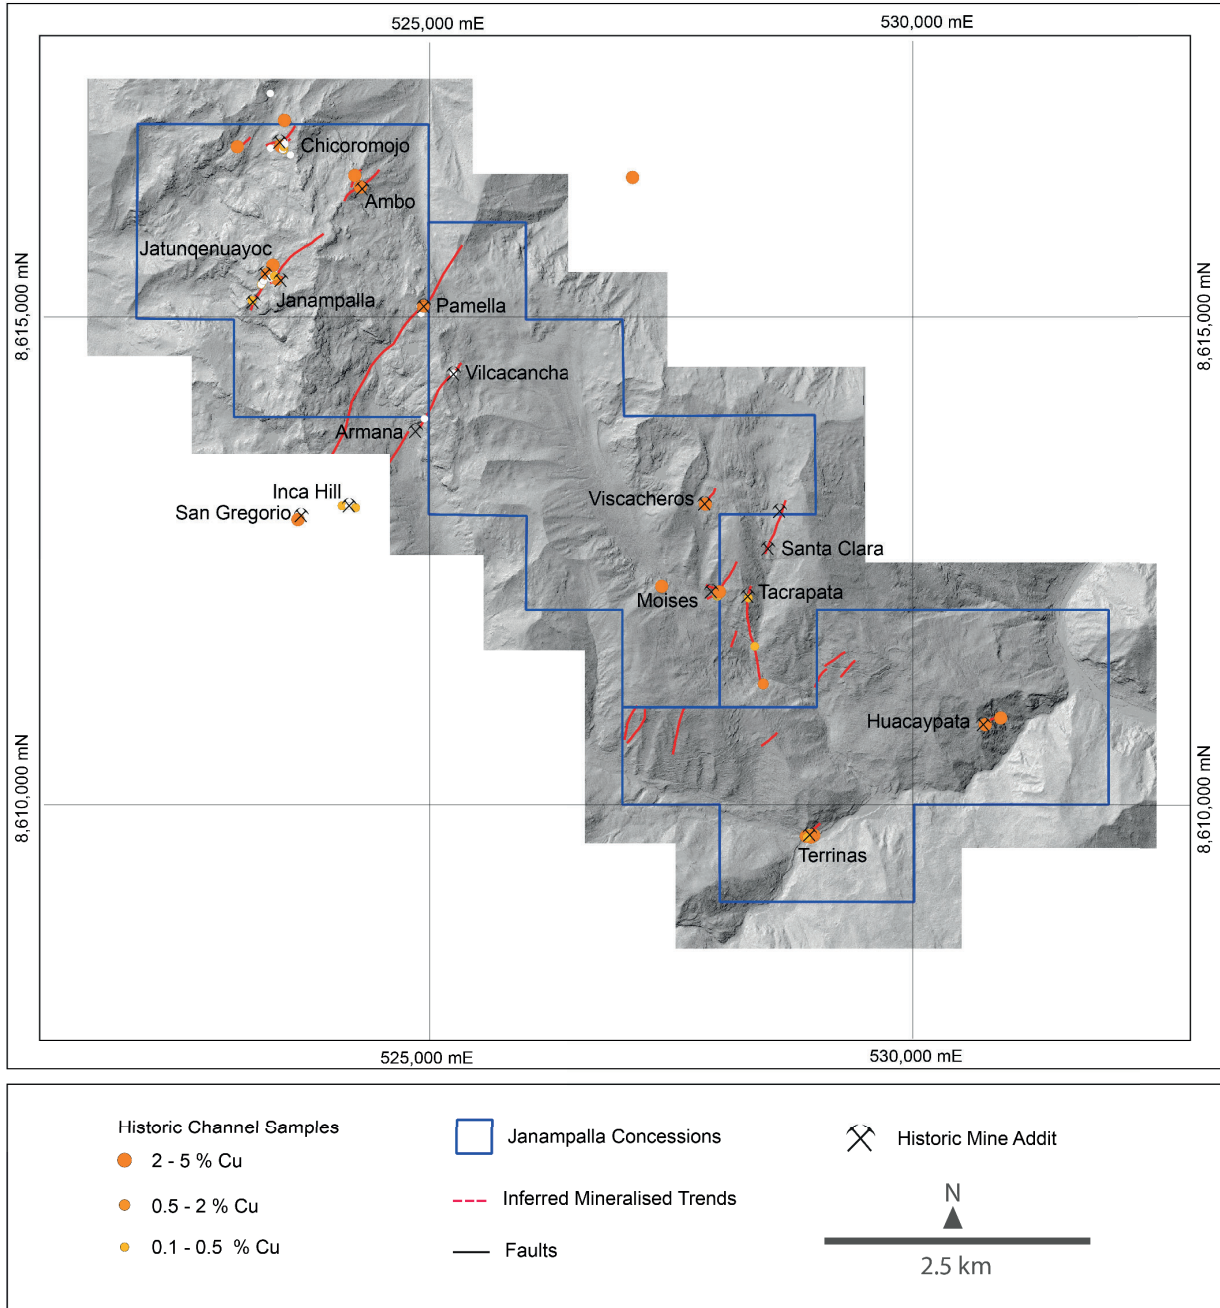 525,000 mE
530,000 mE
Chicoromojo
Ambo
Jatunqenuayoc
Janampalla
Pamella
8,615,000 mN
8,615,000 mN
Vilcacancha
Armana
Inca Hill
San Gregorio
Viscacheros
Santa Clara
Moises
Tacrapata
Huacaypata
8,610,000 mN
8,610,000 mN
Terrinas
525,000 mE
530,000 mE
Historic Channel Samples
2 - 5 % Cu
0.5 - 2 % Cu
0.1 - 0.5 % Cu
Janampalla Concessions
Inferred Mineralised Trends
Faults
Historic Mine Addit
N
2.5 km